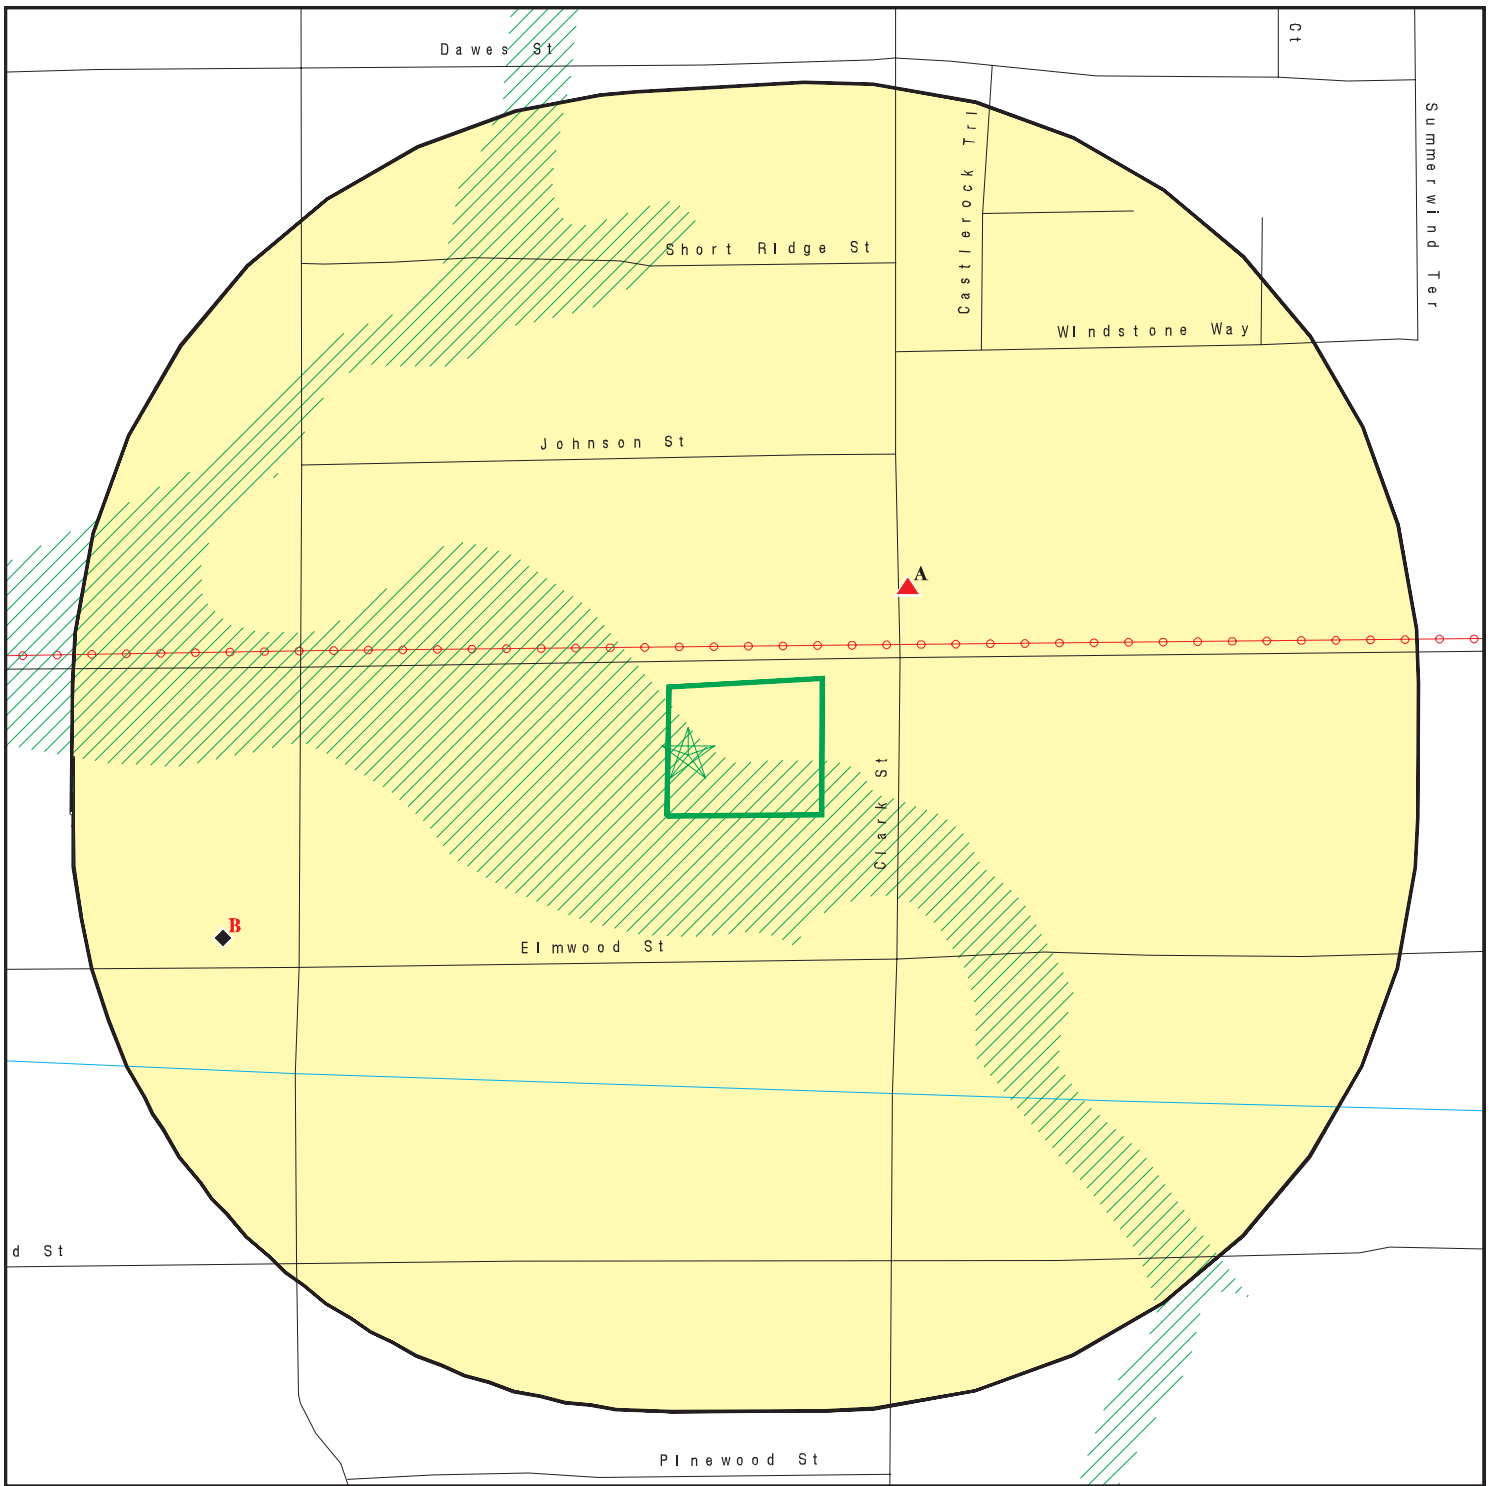 Dawes St
Ct
Summerwind Ter
Castlerock Trl
Short RIdge St
WIndstone Way
Johnson St
A
Clark St
B
Elmwood St
d St
PInewood St